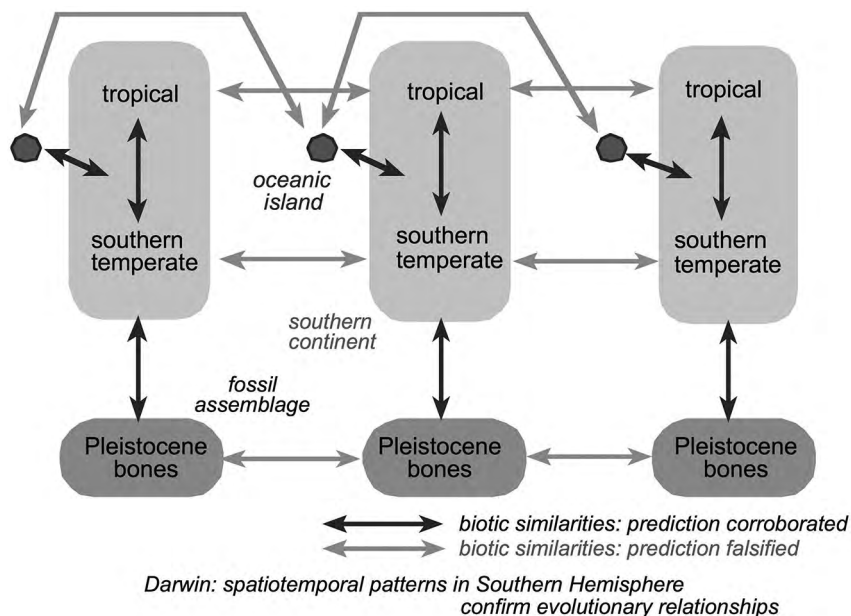 tropical
tropical
tropical
oceanic
island
southern
temperate
southern
temperate
southern
temperate
southern
continent
fossil
assemblage
Pleistocene
bones
Pleistocene
bones
Pleistocene
bones
biotic similarities: prediction corroborated
biotic similarities: prediction falsified
Darwin: spatiotemporal patterns in Southern Hemisphere
confirm evolutionary relationships